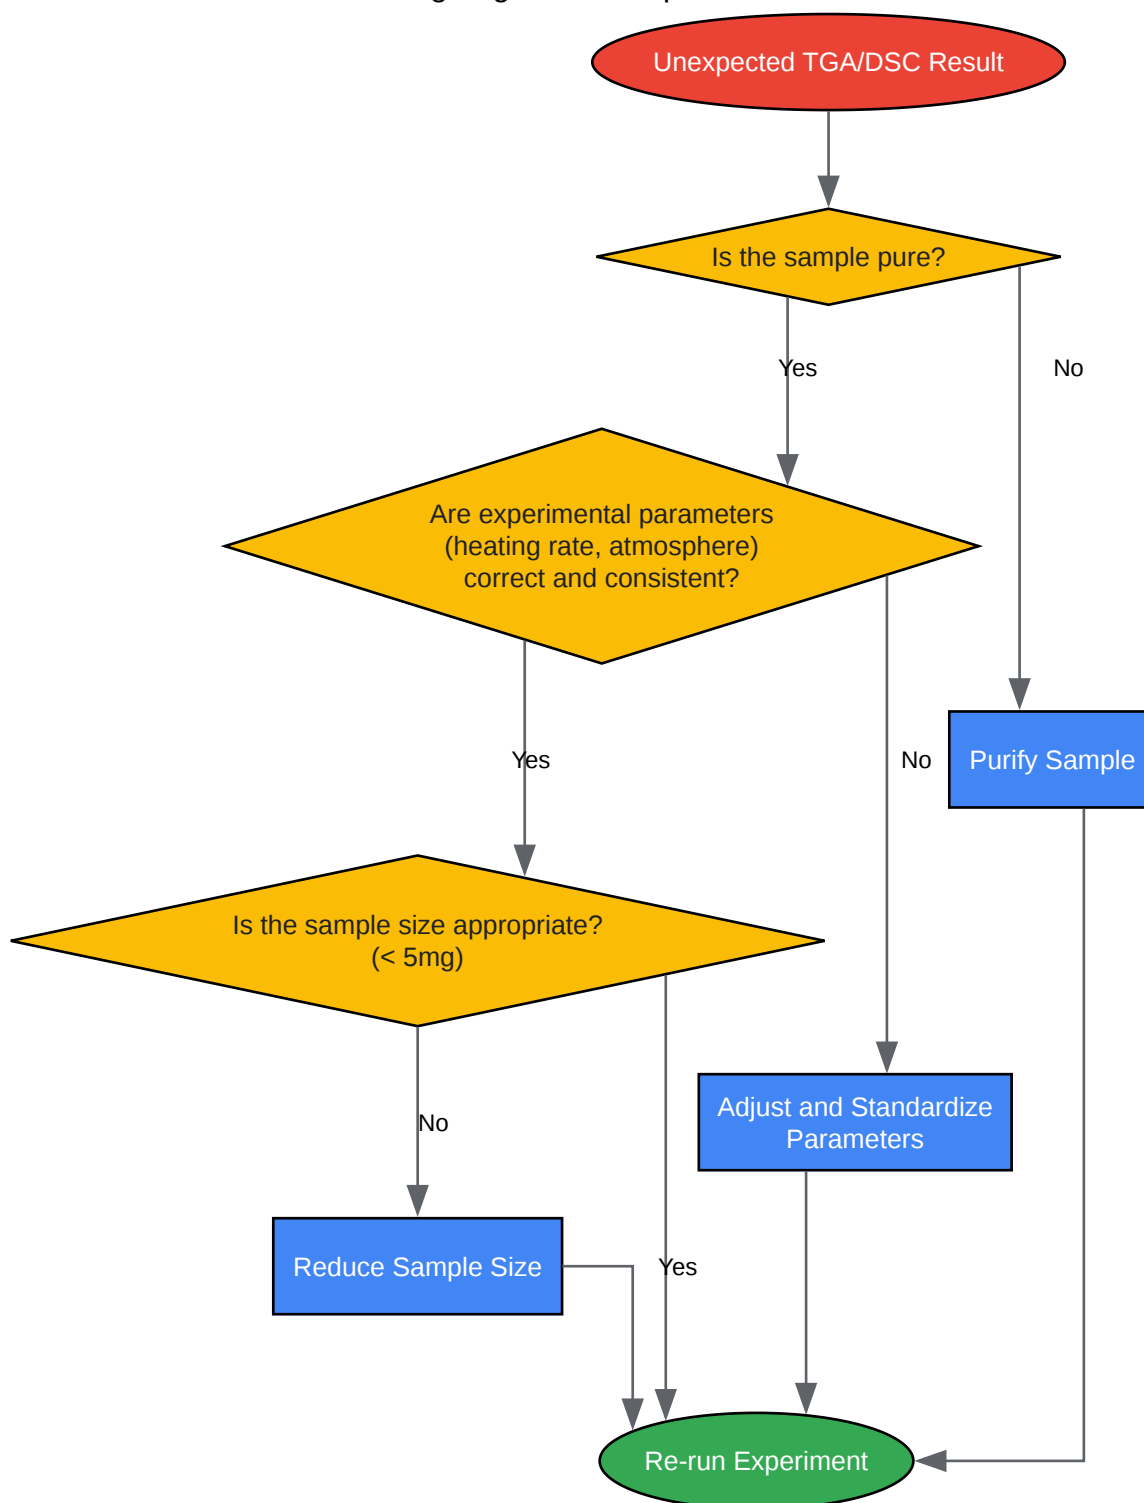 Unexpected TGA/DSC Result
Is the sample pure?
Yes
No
Are experimental parameters
(heating rate, atmosphere)
correct and consistent?
Yes
No
Purify Sample
Is the sample size appropriate?
(< 5mg)
No
Adjust and Standardize
Parameters
Reduce Sample Size
Yes
Re-run Experiment